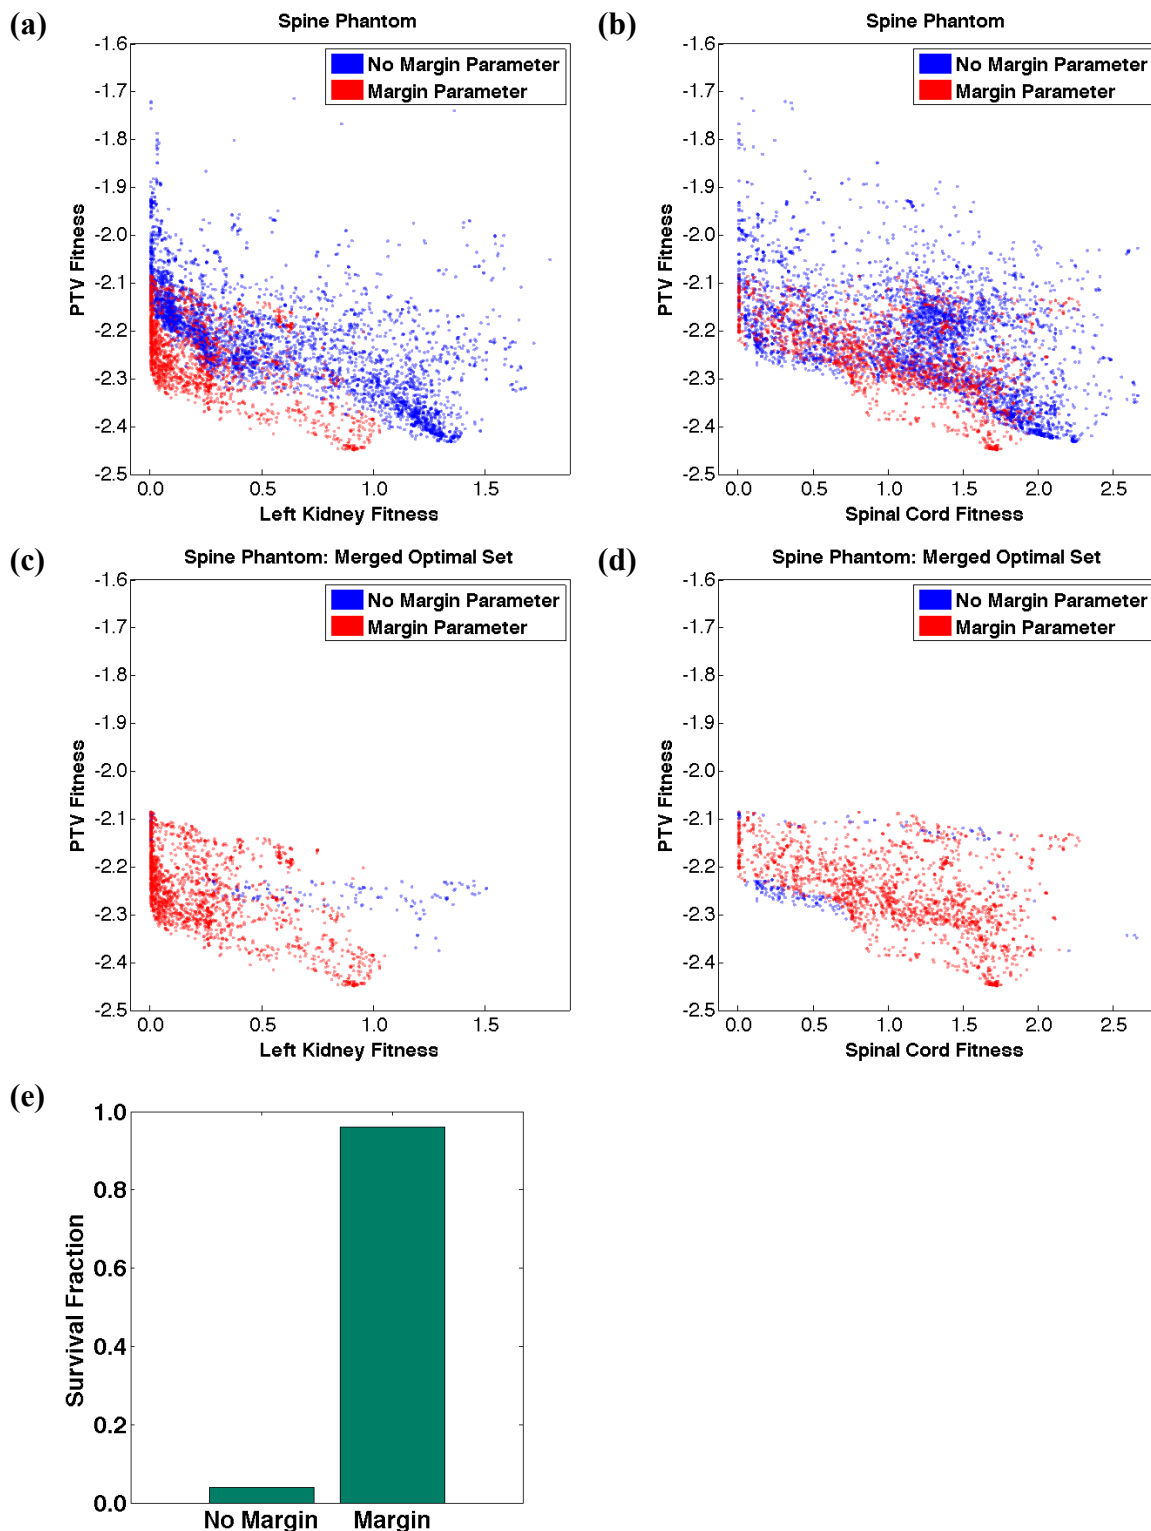 (a)
Spine Phantom
No Margin Parameter
Margin Parameter
PTV Fitness
-1.6
-1.7
-1.8
-1.9
-2.0
-2.1
-2.2
-2.3
-2.4
-2.5
0.0 0.5 1.0 1.5
Left Kidney Fitness
(b)
Spine Phantom
No Margin Parameter
Margin Parameter
PTV Fitness
-1.6
-1.7
-1.8
-1.9
-2.0
-2.1
-2.2
-2.3
-2.4
-2.5
0.0 0.5 1.0 1.5 2.0 2.5
Spinal Cord Fitness
(c)
Spine Phantom: Merged Optimal Set
No Margin Parameter
Margin Parameter
PTV Fitness
-1.6
-1.7
-1.8
-1.9
-2.0
-2.1
-2.2
-2.3
-2.4
-2.5
0.0 0.5 1.0 1.5
Left Kidney Fitness
(d)
Spine Phantom: Merged Optimal Set
No Margin Parameter
Margin Parameter
PTV Fitness
-1.6
-1.7
-1.8
-1.9
-2.0
-2.1
-2.2
-2.3
-2.4
-2.5
0.0 0.5 1.0 1.5 2.0 2.5
Spinal Cord Fitness
(e)
Survival Fraction
1.0
0.8
0.6
0.4
0.2
0.0
No Margin Margin